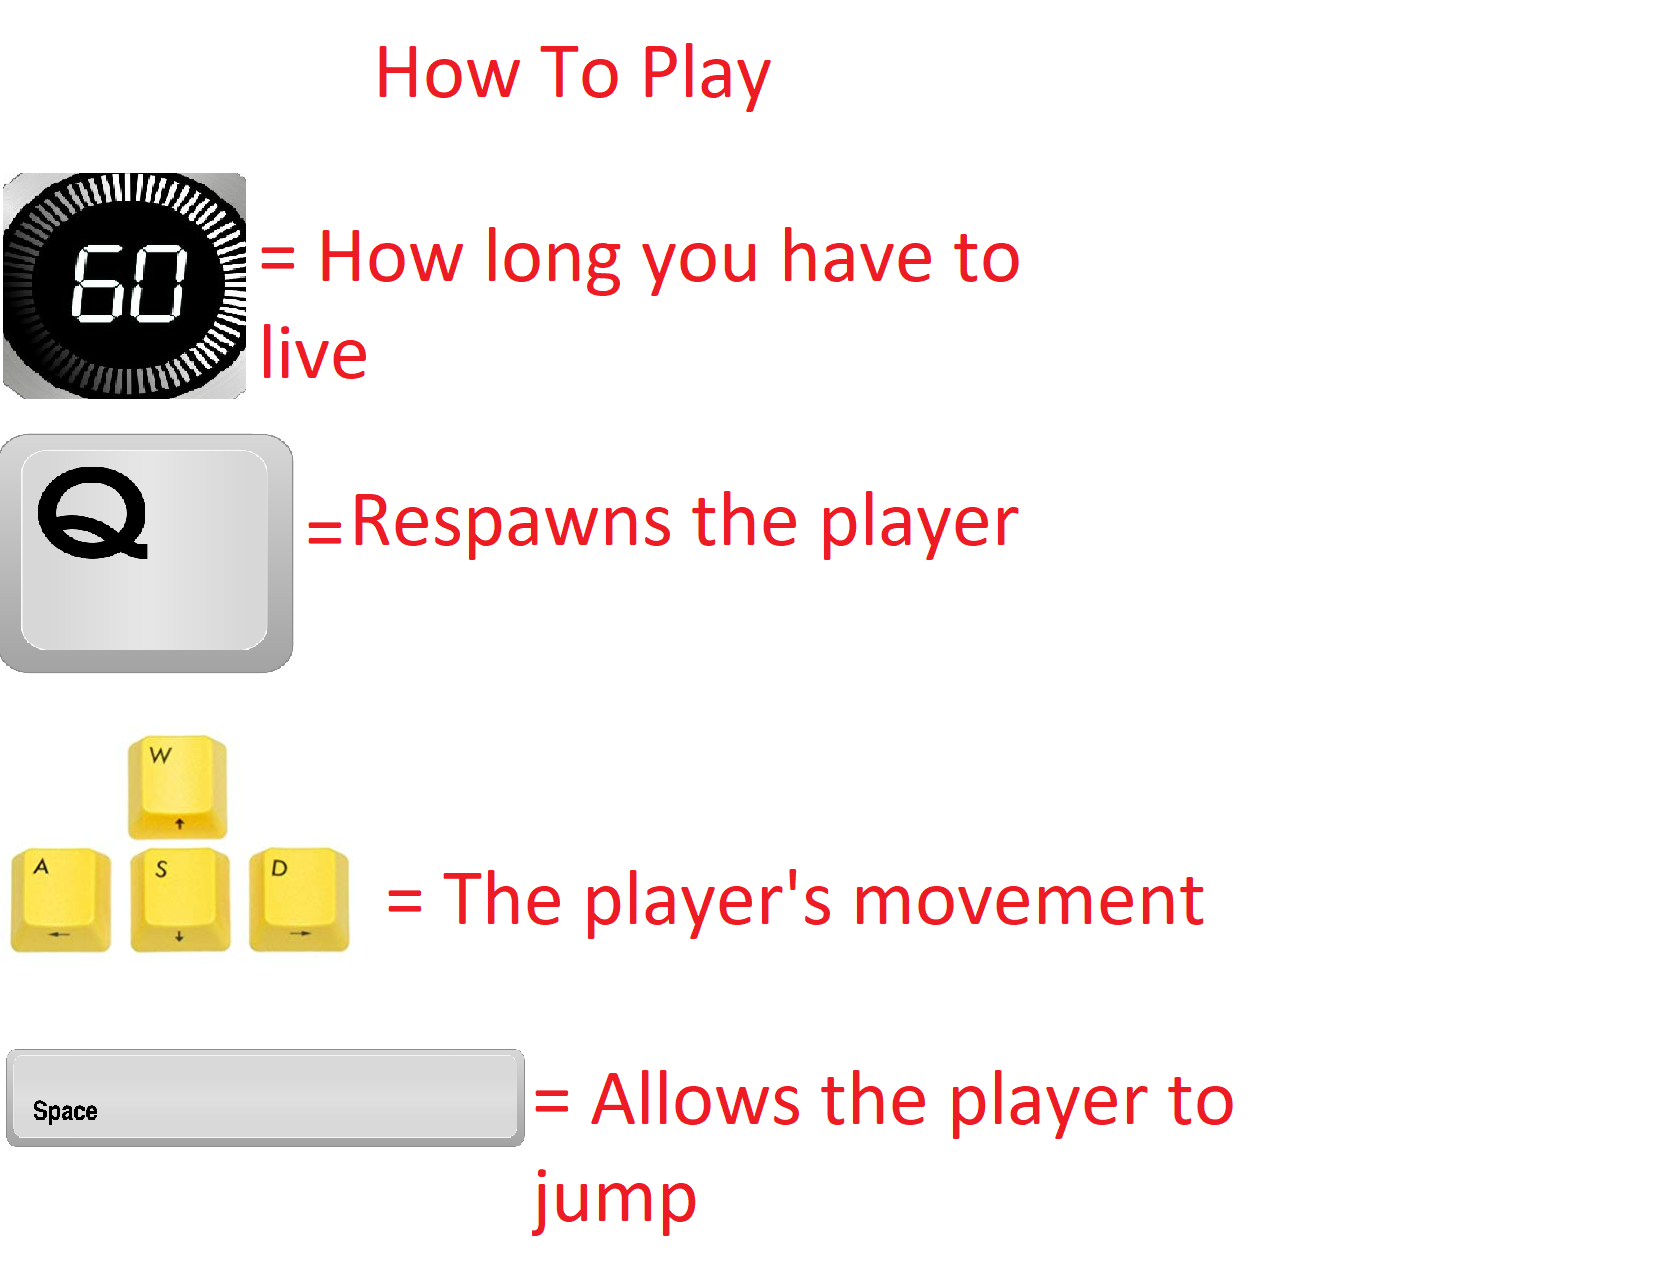 How To Play
60
= How long you have to
live
Q
=Respawns the player
W
A S D
= The player's movement
Space
= Allows the player to
jump